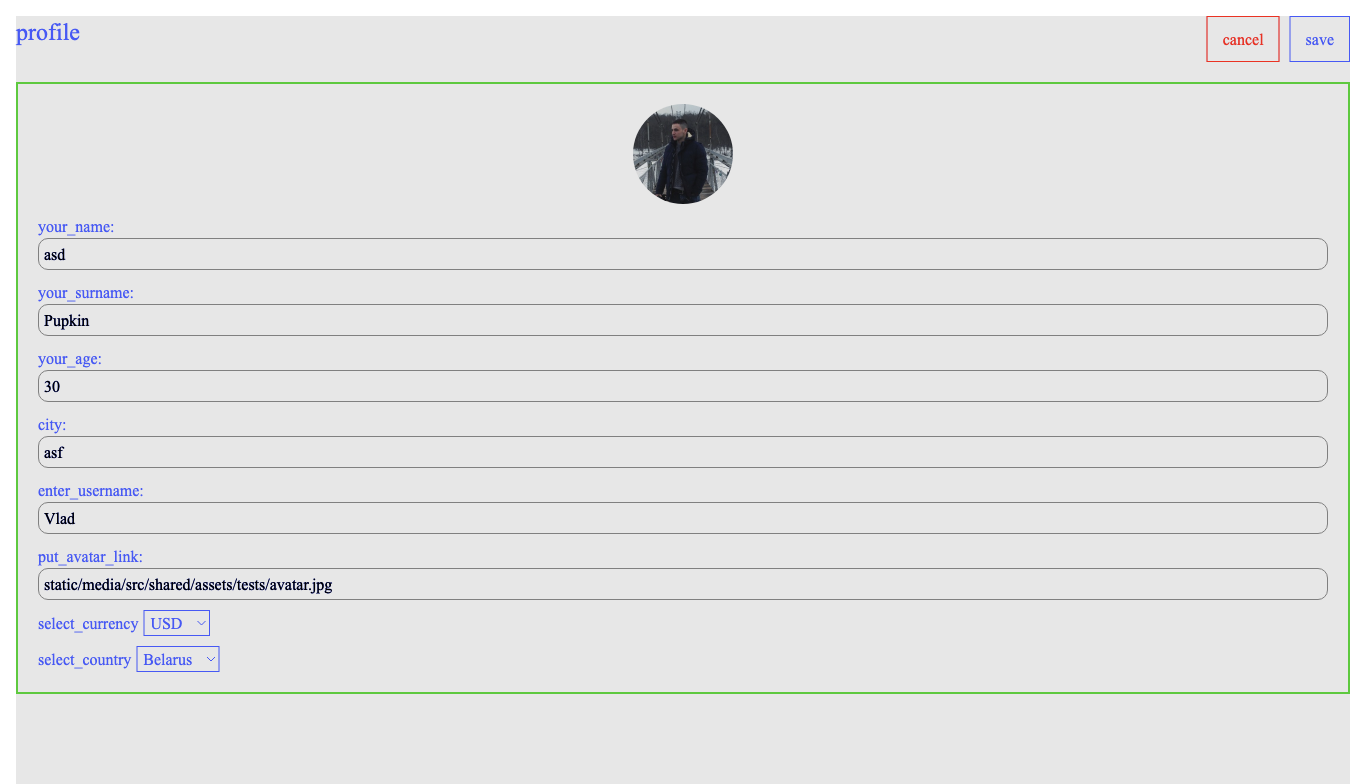 profile
cancel
save
your_name:
asd
your_surname:
Pupkin
your_age:
30
city:
asf
enter_username:
Vlad
put_avatar_link:
static/media/src/shared/assets/tests/avatar.jpg
select_currency USD
select_country Belarus